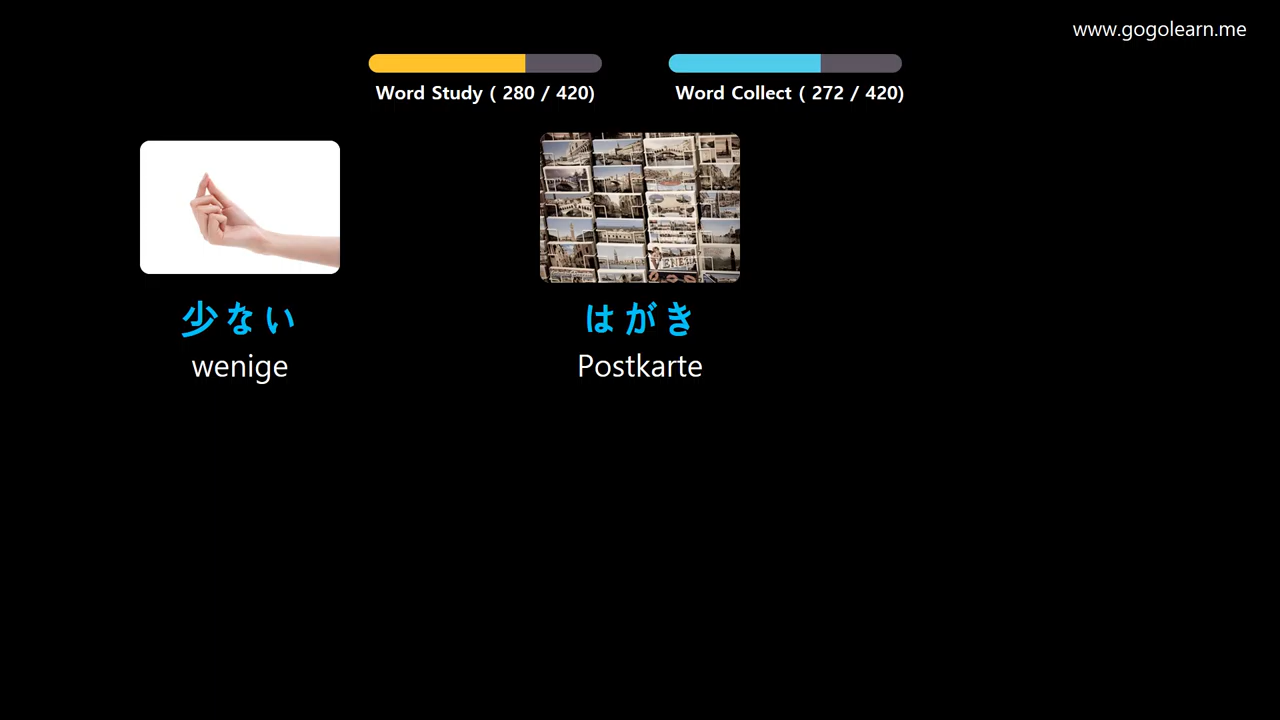 www.gogolearn.me
Word Study ( 280 / 420)
Word Collect ( 272 / 420)
少ない
wenige
はがき
Postkarte